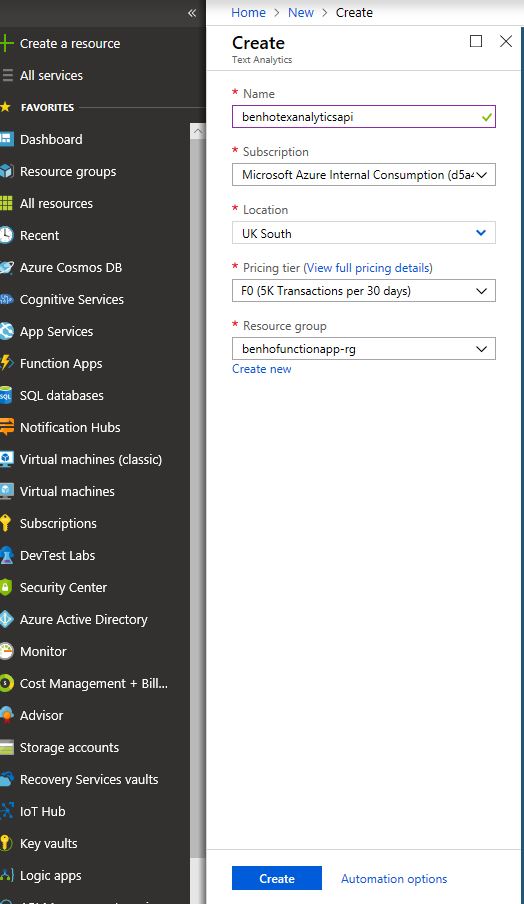 «
Create a resource
All services
FAVORITES
Dashboard
Resource groups
All resources
Recent
Azure Cosmos DB
Cognitive Services
App Services
Function Apps
SQL databases
Notification Hubs
Virtual machines (classic)
Virtual machines
Subscriptions
DevTest Labs
Security Center
Azure Active Directory
Monitor
Cost Management + Bill...
Advisor
Storage accounts
Recovery Services vaults
IoT Hub
Key vaults
Logic apps
Home > New > Create
Create
Text Analytics
* Name
benhotexanalyticsapi
* Subscription
Microsoft Azure Internal Consumption (d5a4
* Location
UK South
* Pricing tier (View full pricing details)
F0 (5K Transactions per 30 days)
* Resource group
benhofunctionapp-rg
Create new
Create
Automation options